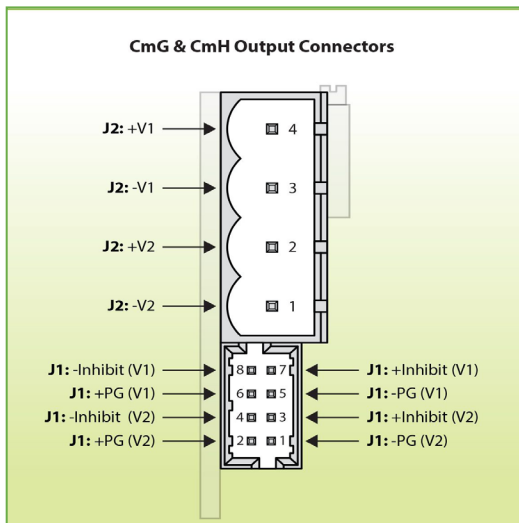 CmG & CmH Output Connectors
J2: +V1
4
J2: -V1
3
J2: +V2
2
J2: -V2
1
J1: -Inhibit (V1)
8
7
J1: +Inhibit (V1)
J1: +PG (V1)
6
5
J1: -PG (V1)
J1: -Inhibit (V2)
4
3
J1: +Inhibit (V2)
J1: +PG (V2)
2
1
J1: -PG (V2)